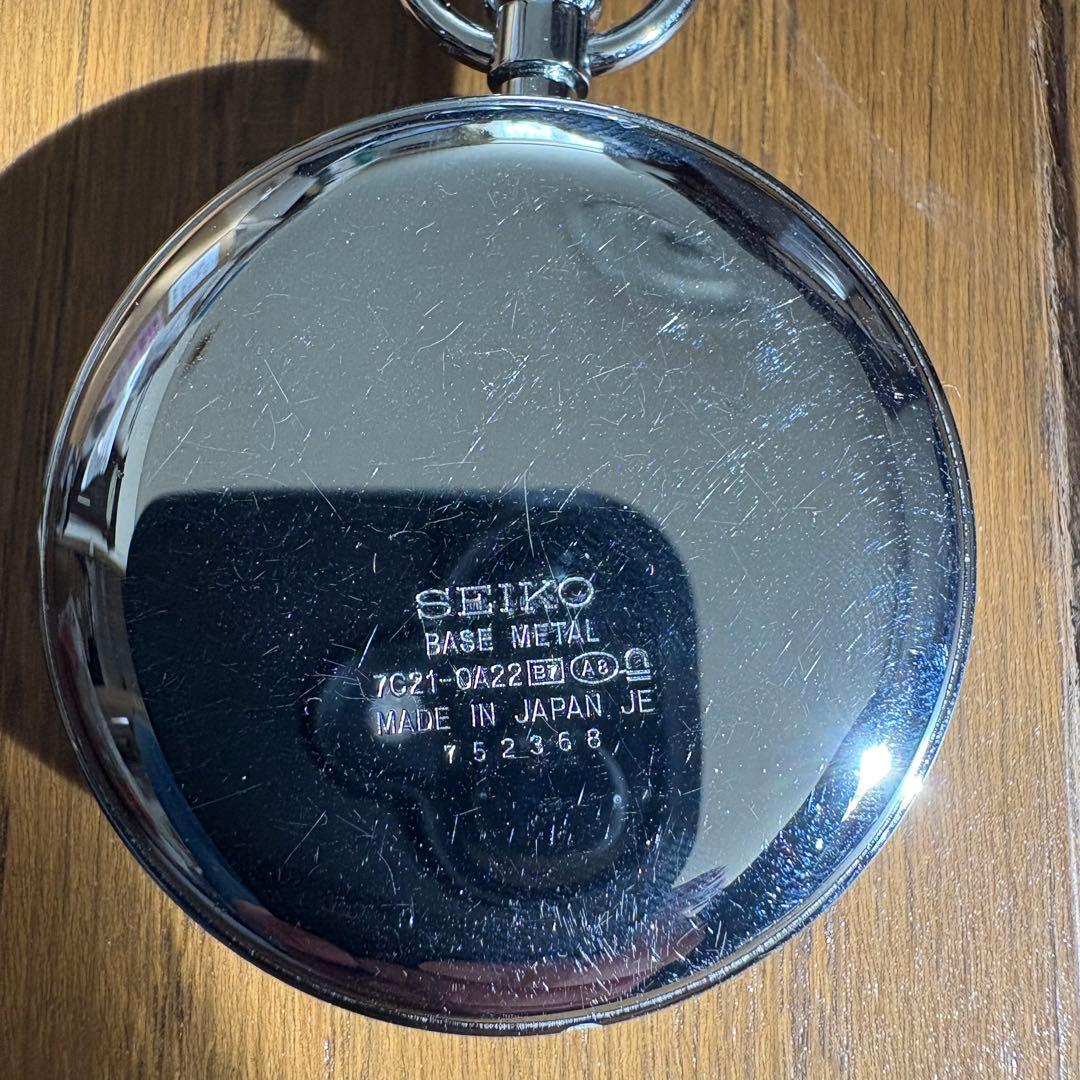 SEIKO
BASE METAL
7C21-0A22 B7 A8
MADE IN JAPAN JE
752368